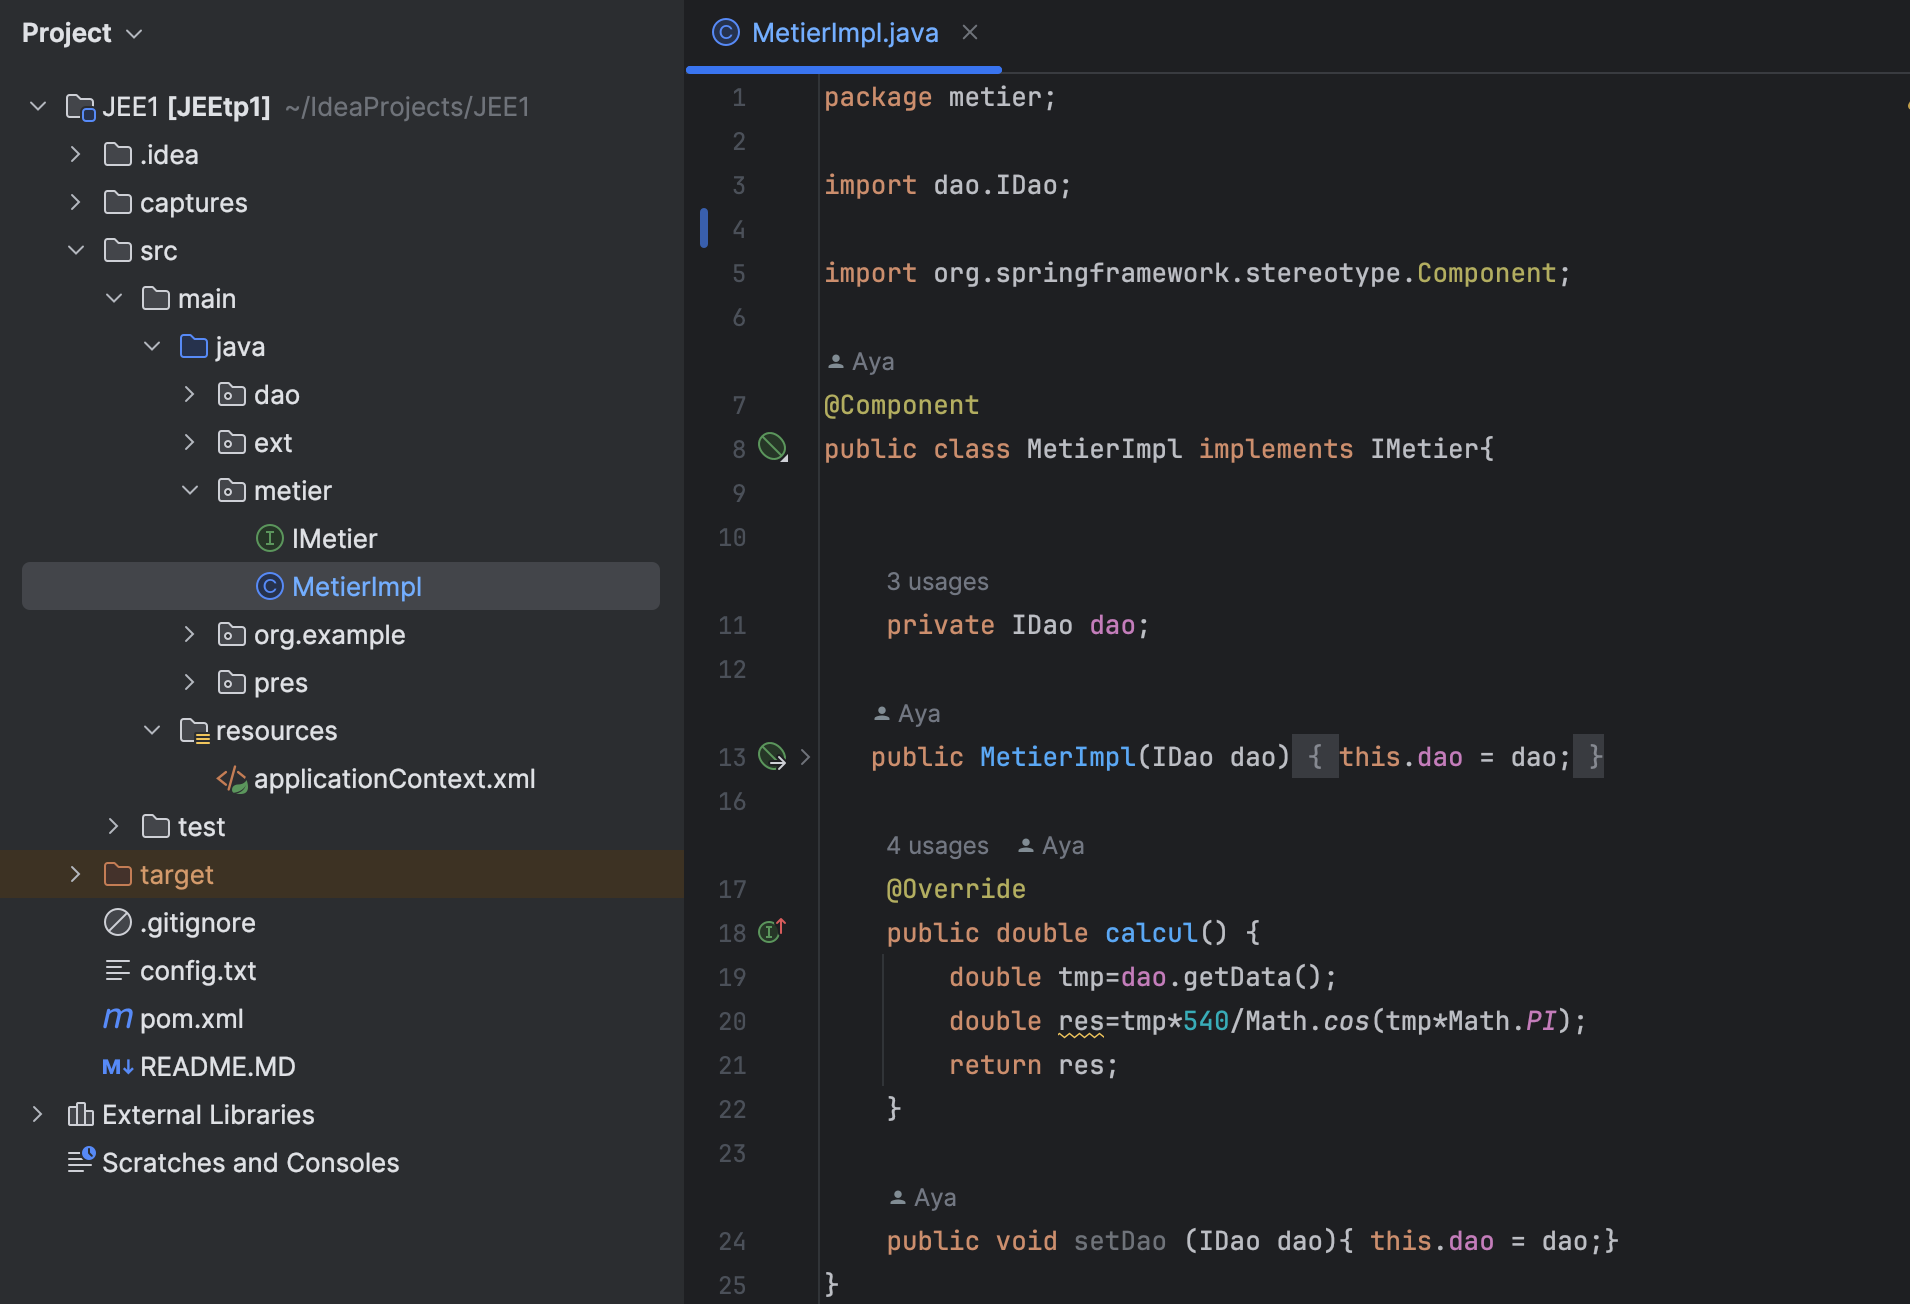 Project
JEE1 [JEEtp1] ~/IdeaProjects/JEE1
.idea
captures
src
main
java
dao
ext
metier
IMetier
MetierImpl
org.example
pres
resources
applicationContext.xml
test
target
.gitignore
config.txt
pom.xml
README.MD
External Libraries
Scratches and Consoles
MetierImpl.java
1 package metier;
2
3 import dao.IDao;
4
5 import org.springframework.stereotype.Component;
6
Aya
7 @Component
8 public class MetierImpl implements IMetier{
9
10
3 usages
11 private IDao dao;
12
Aya
13 public MetierImpl(IDao dao) { this.dao = dao; }
16
4 usages Aya
17 @Override
18 public double calcul() {
19 double tmp=dao.getData();
20 double res=tmp*540/Math.cos(tmp*Math.PI);
21 return res;
22 }
23
Aya
24 public void setDao (IDao dao){ this.dao = dao;}
25 }